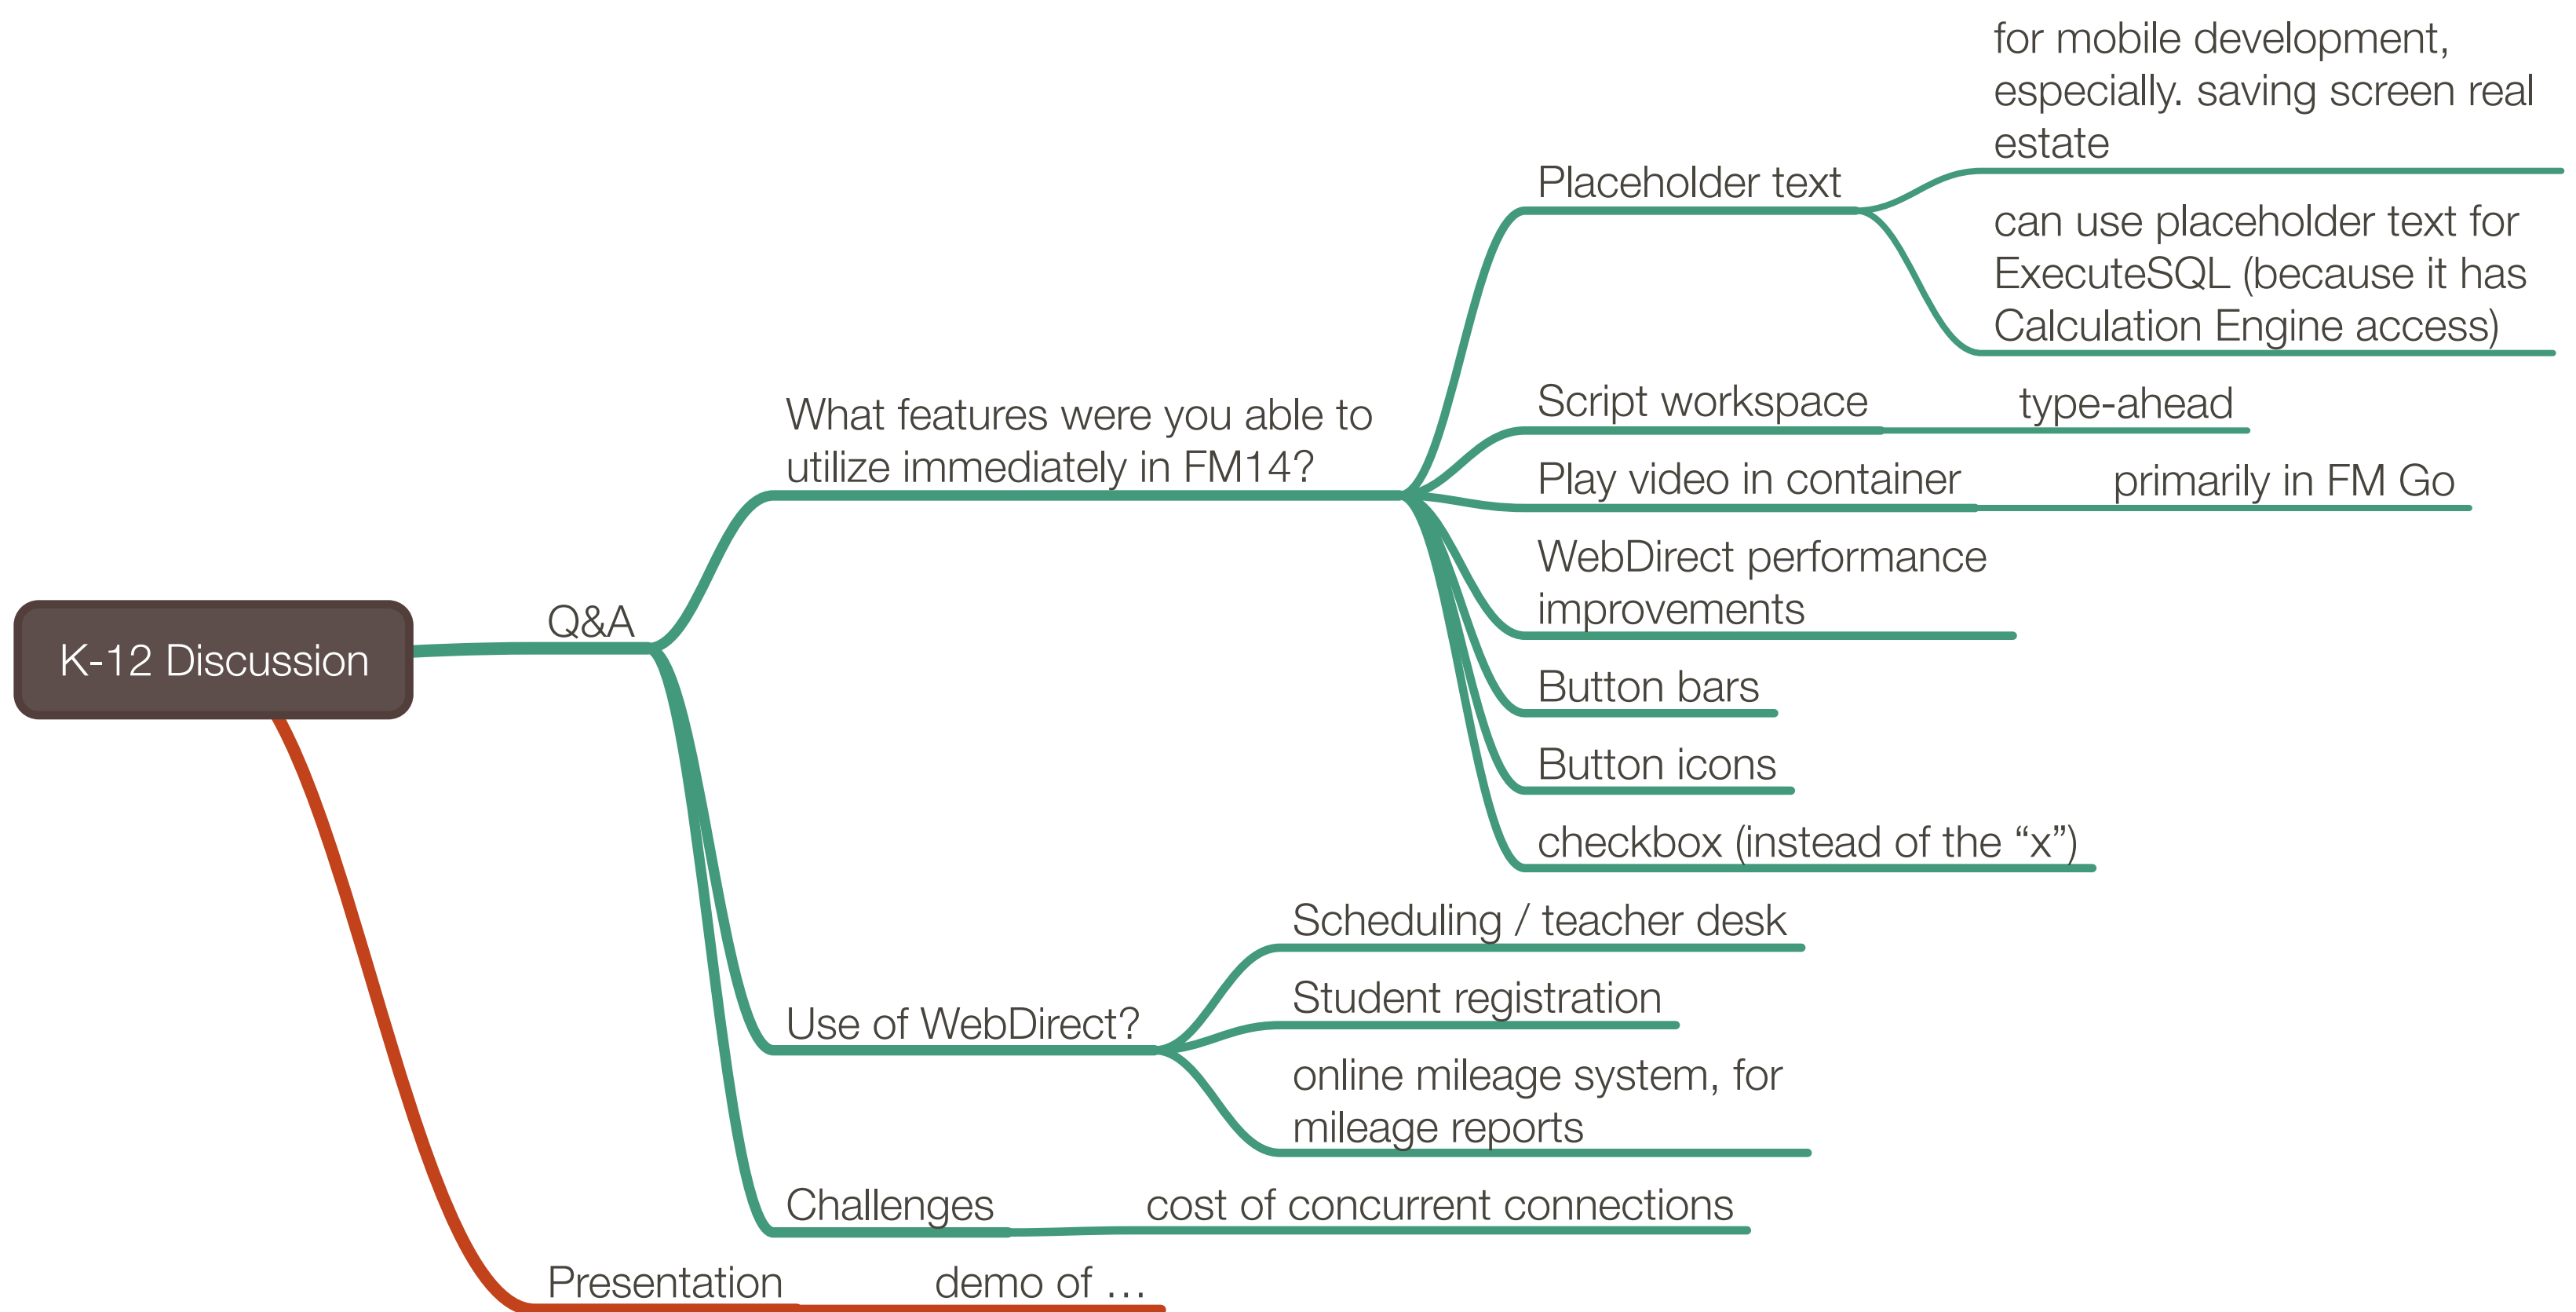 for mobile development,
especially. saving screen real
estate
Placeholder text
can use placeholder text for
ExecuteSQL (because it has
Calculation Engine access)
What features were you able to
utilize immediately in FM14?
Script workspace
type-ahead
Play video in container
primarily in FM Go
WebDirect performance
improvements
Q&A
K-12 Discussion
Button bars
Button icons
checkbox (instead of the “x”)
Scheduling / teacher desk
Student registration
Use of WebDirect?
online mileage system, for
mileage reports
Challenges
cost of concurrent connections
Presentation
demo of …